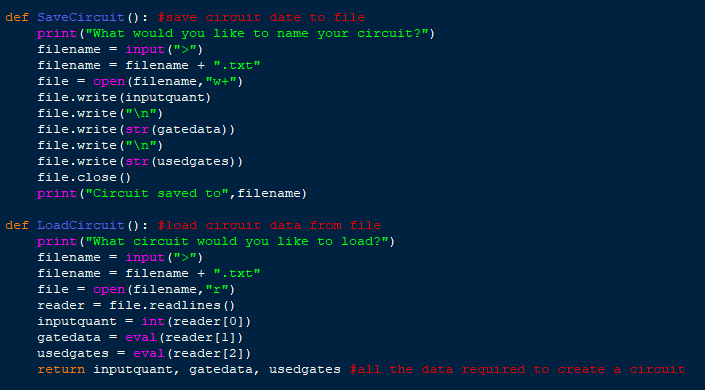 def SaveCircuit(): #save circuit date to file
    print("What would you like to name your circuit?")
    filename = input(">")
    filename = filename + ".txt"
    file = open(filename,"w+")
    file.write(inputquant)
    file.write("\n")
    file.write(str(gatedata))
    file.write("\n")
    file.write(str(usedgates))
    file.close()
    print("Circuit saved to",filename)

def LoadCircuit(): #load circuit data from file
    print("What circuit would you like to load?")
    filename = input(">")
    filename = filename + ".txt"
    file = open(filename,"r")
    reader = file.readlines()
    inputquant = int(reader[0])
    gatedata = eval(reader[1])
    usedgates = eval(reader[2])
    return inputquant, gatedata, usedgates #all the data required to create a circuit